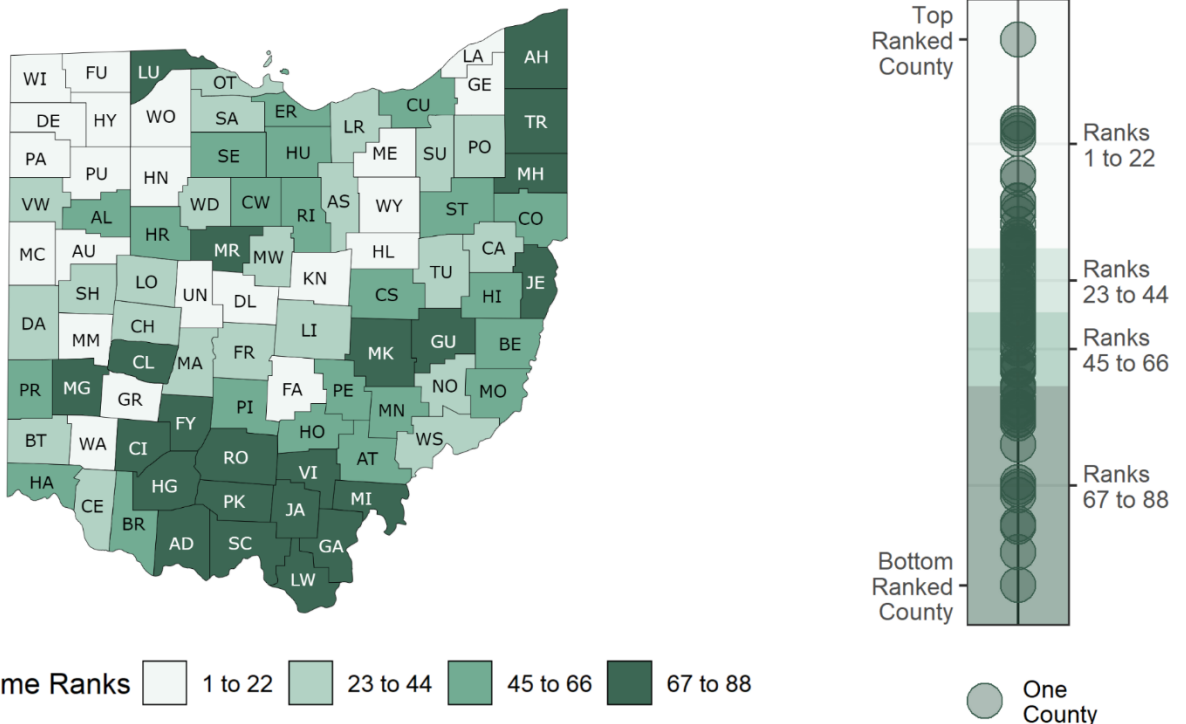 LA
AH
GE
WI
FU
LU
OT
CU
DE
HY
WO
SA
ER
LR
TR
PA
PU
HN
SE
HU
ME
SU
PO
MH
VW
AL
WD
CW
RI
AS
WY
ST
CO
MC
AU
HR
MR
MW
KN
HL
TU
CA
JE
SH
LO
UN
DL
CS
HI
DA
CH
LI
MM
CL
MA
FR
MK
GU
BE
PR
MG
GR
FA
PE
NO
MO
BT
WA
FY
PI
HO
MN
WS
CI
RO
VI
AT
HA
CE
HG
PK
JA
MI
BR
AD
SC
GA
LW
me Ranks 1 to 22 23 to 44 45 to 66 67 to 88
Top
Ranked
County
Ranks
1 to 22
Ranks
23 to 44
Ranks
45 to 66
Ranks
67 to 88
Bottom
Ranked
County
One
County